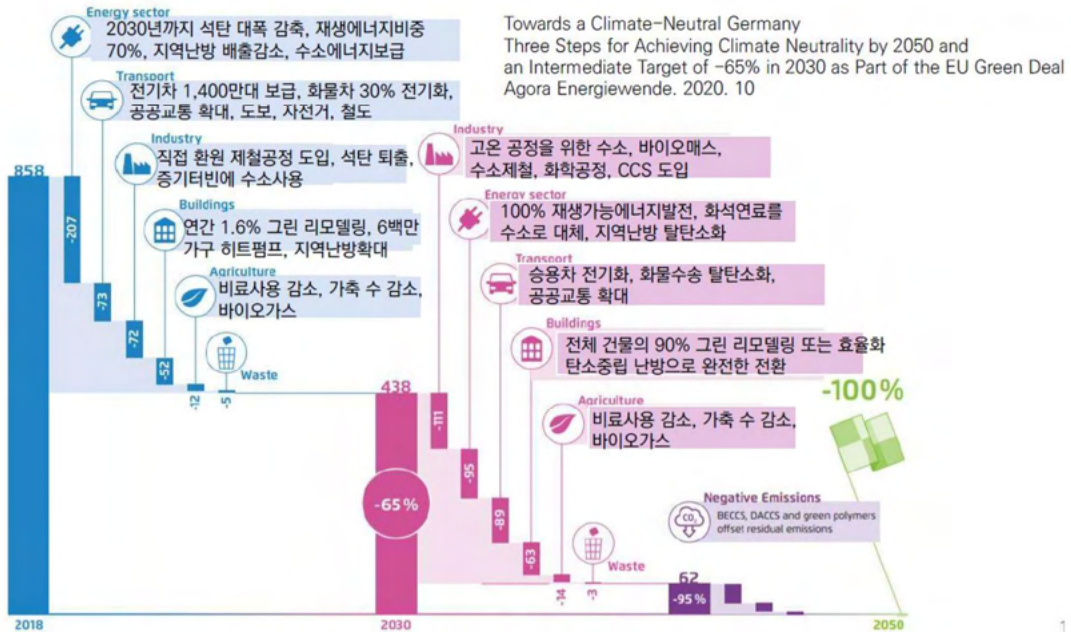 Towards a Climate-Neutral Germany
Three Steps for Achieving Climate Neutrality by 2050 and
an Intermediate Target of -65% in 2030 as Part of the EU Green Deal
Agora Energiewende. 2020. 10
Energy sector
2030년까지 석탄 대폭 감축, 재생에너지비중
70%, 지역난방 배출감소, 수소에너지보급
Transport
전기차 1,400만대 보급, 화물차 30% 전기화,
공공교통 확대, 도보, 자전거, 철도
Industry
직접 환원 제철공정 도입, 석탄 퇴출,
증기터빈에 수소사용
Buildings
연간 1.6% 그린 리모델링, 6백만
가구 히트펌프, 지역난방확대
Agriculture
비료사용 감소, 가축 수 감소,
바이오가스
Waste
858
-207
-73
-72
-52
-12
-5
Industry
고온 공정을 위한 수소, 바이오매스,
수소제철, 화학공정, CCS 도입
Energy sector
100% 재생가능에너지발전, 화석연료를
수소로 대체, 지역난방 탈탄소화
Transport
승용차 전기화, 화물수송 탈탄소화,
공공교통 확대
Buildings
전체 건물의 90% 그린 리모델링 또는 효율화
탄소중립 난방으로 완전한 전환
Agriculture
비료사용 감소, 가축 수 감소,
바이오가스
Waste
438
-65%
-111
-95
-89
-63
-14
-3
-100%
Negative Emissions
BECCS, DACCS and green polymers
offset residual emissions
CO₂
62
-95%
2018
2030
2050
1